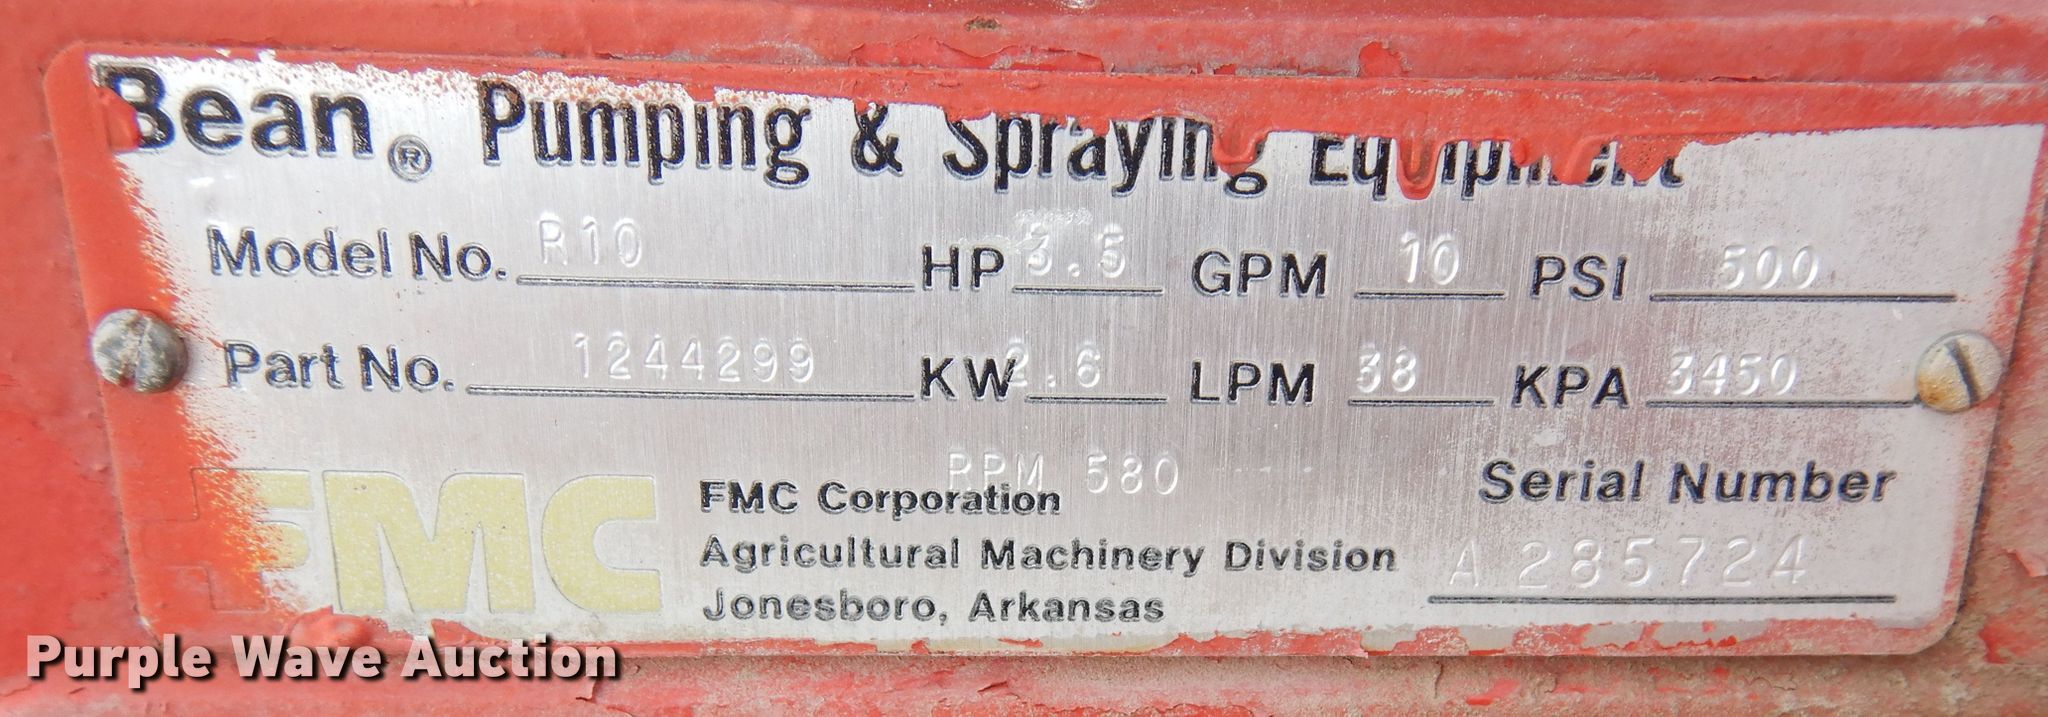 Bean® Pumping & Spraying Equipment
Model No. R10 HP 3.5 GPM 10 PSI 500
Part No. 1244299 KW 2.6 LPM 38 KPA 3450
RPM 580
FMC
FMC Corporation
Agricultural Machinery Division
Jonesboro, Arkansas
Serial Number
A 285724
Purple Wave Auction